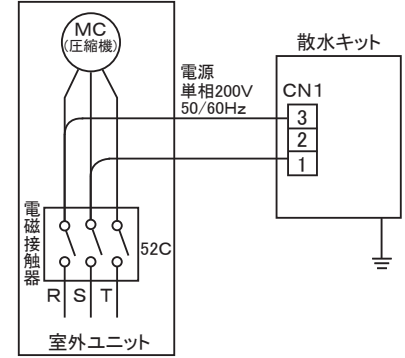 MC
(圧縮機)
散水キット
電源
単相200V
50/60Hz
CN1
3
2
1
電磁接触器
52C
R S T
室外ユニット